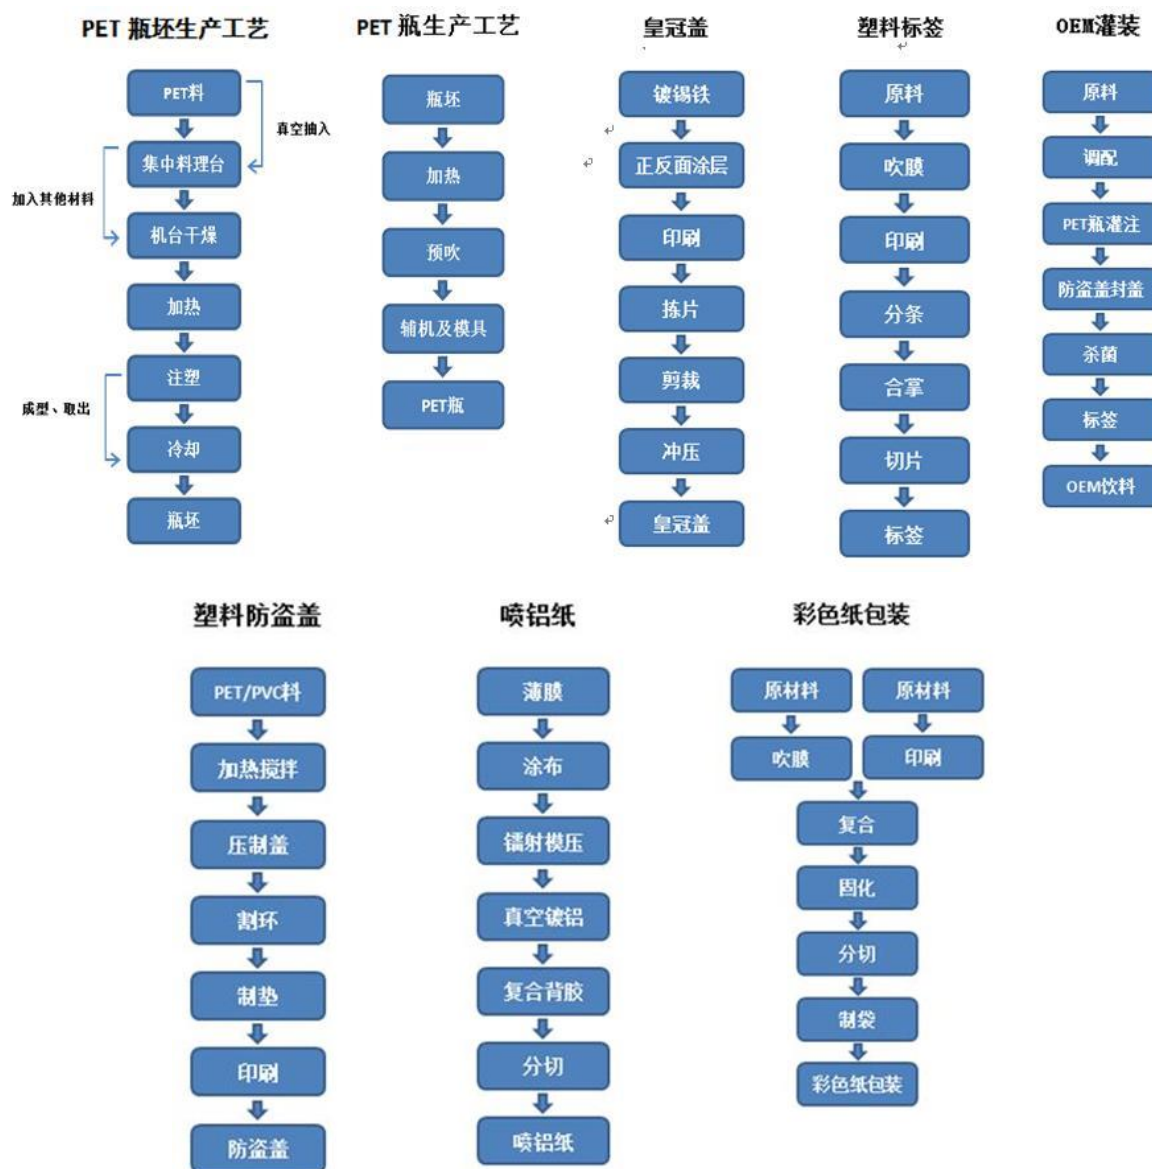 PET 瓶坯生产工艺
PET料
真空抽入
集中料理台
加入其他材料
机台干燥
加热
注塑
成型、取出
冷却
瓶坯
PET 瓶生产工艺
瓶坯
加热
预吹
辅机及模具
PET瓶
皇冠盖
镀锡铁
正反面涂层
印刷
拣片
剪裁
冲压
皇冠盖
塑料标签
原料
吹膜
印刷
分条
合掌
切片
标签
OEM灌装
原料
调配
PET瓶灌注
防盗盖封盖
杀菌
标签
OEM饮料
塑料防盗盖
PET/PVC料
加热搅拌
压制盖
割环
制垫
印刷
防盗盖
喷铝纸
薄膜
涂布
镭射模压
真空镀铝
复合背胶
分切
喷铝纸
彩色纸包装
原材料
原材料
吹膜
印刷
复合
固化
分切
制袋
彩色纸包装